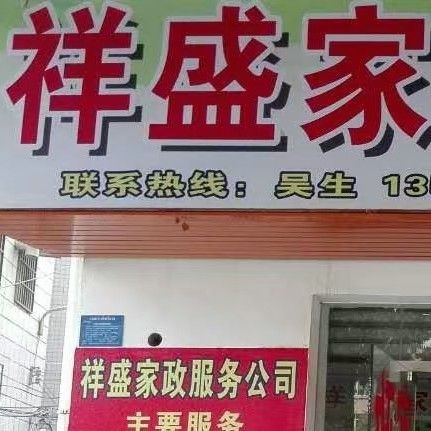 祥盛家
联系热线：吴生 13
祥盛家政服务公司
主要服务